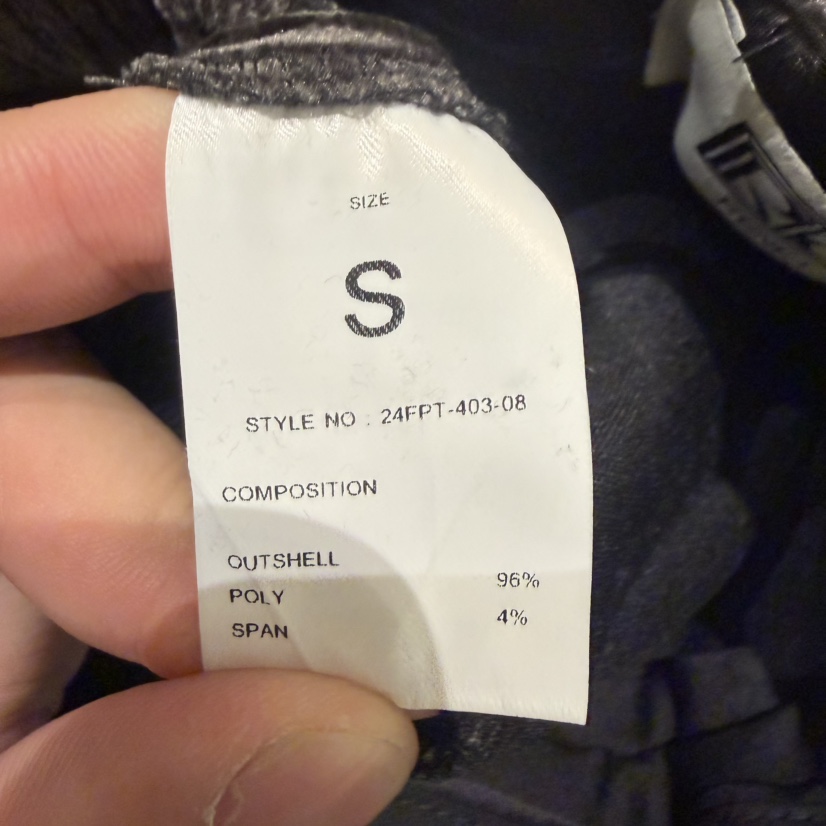 SIZE
S
STYLE NO : 24FPT-403-08
COMPOSITION
OUTSHELL
POLY 96%
SPAN 4%